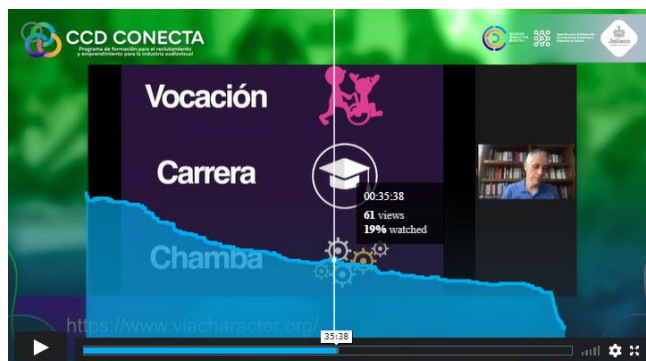 CCD CONECTA
Programa de formación para el reclutamiento
y emprendimiento para la industria audiovisual
Jalisco
Vocación
Carrera
00:35:38
61 views
19% watched
Chamba
https://www.viacharacter.org/
35:38